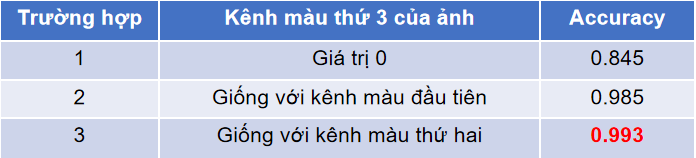 Trường hợp Kênh màu thứ 3 của ảnh Accuracy
1 Giá trị 0 0.845
2 Giống với kênh màu đầu tiên 0.985
3 Giống với kênh màu thứ hai 0.993